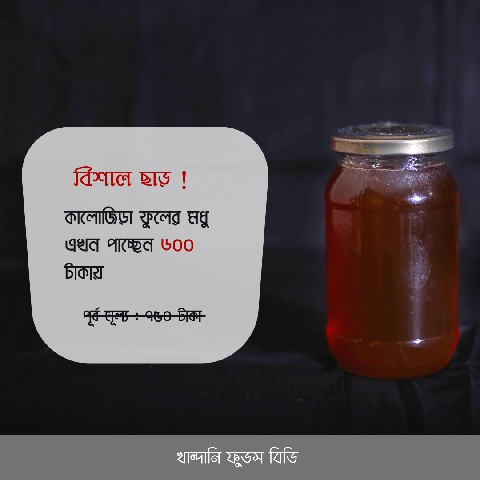 বিশাল ছাড় !
কালোজিড়া ফুলের মধু
এখন পাচ্ছেন ৬০০
টাকায়
পূর্ব মূল্য : ৭৫০ টাকা
খান্দানি ফুডস বিডি